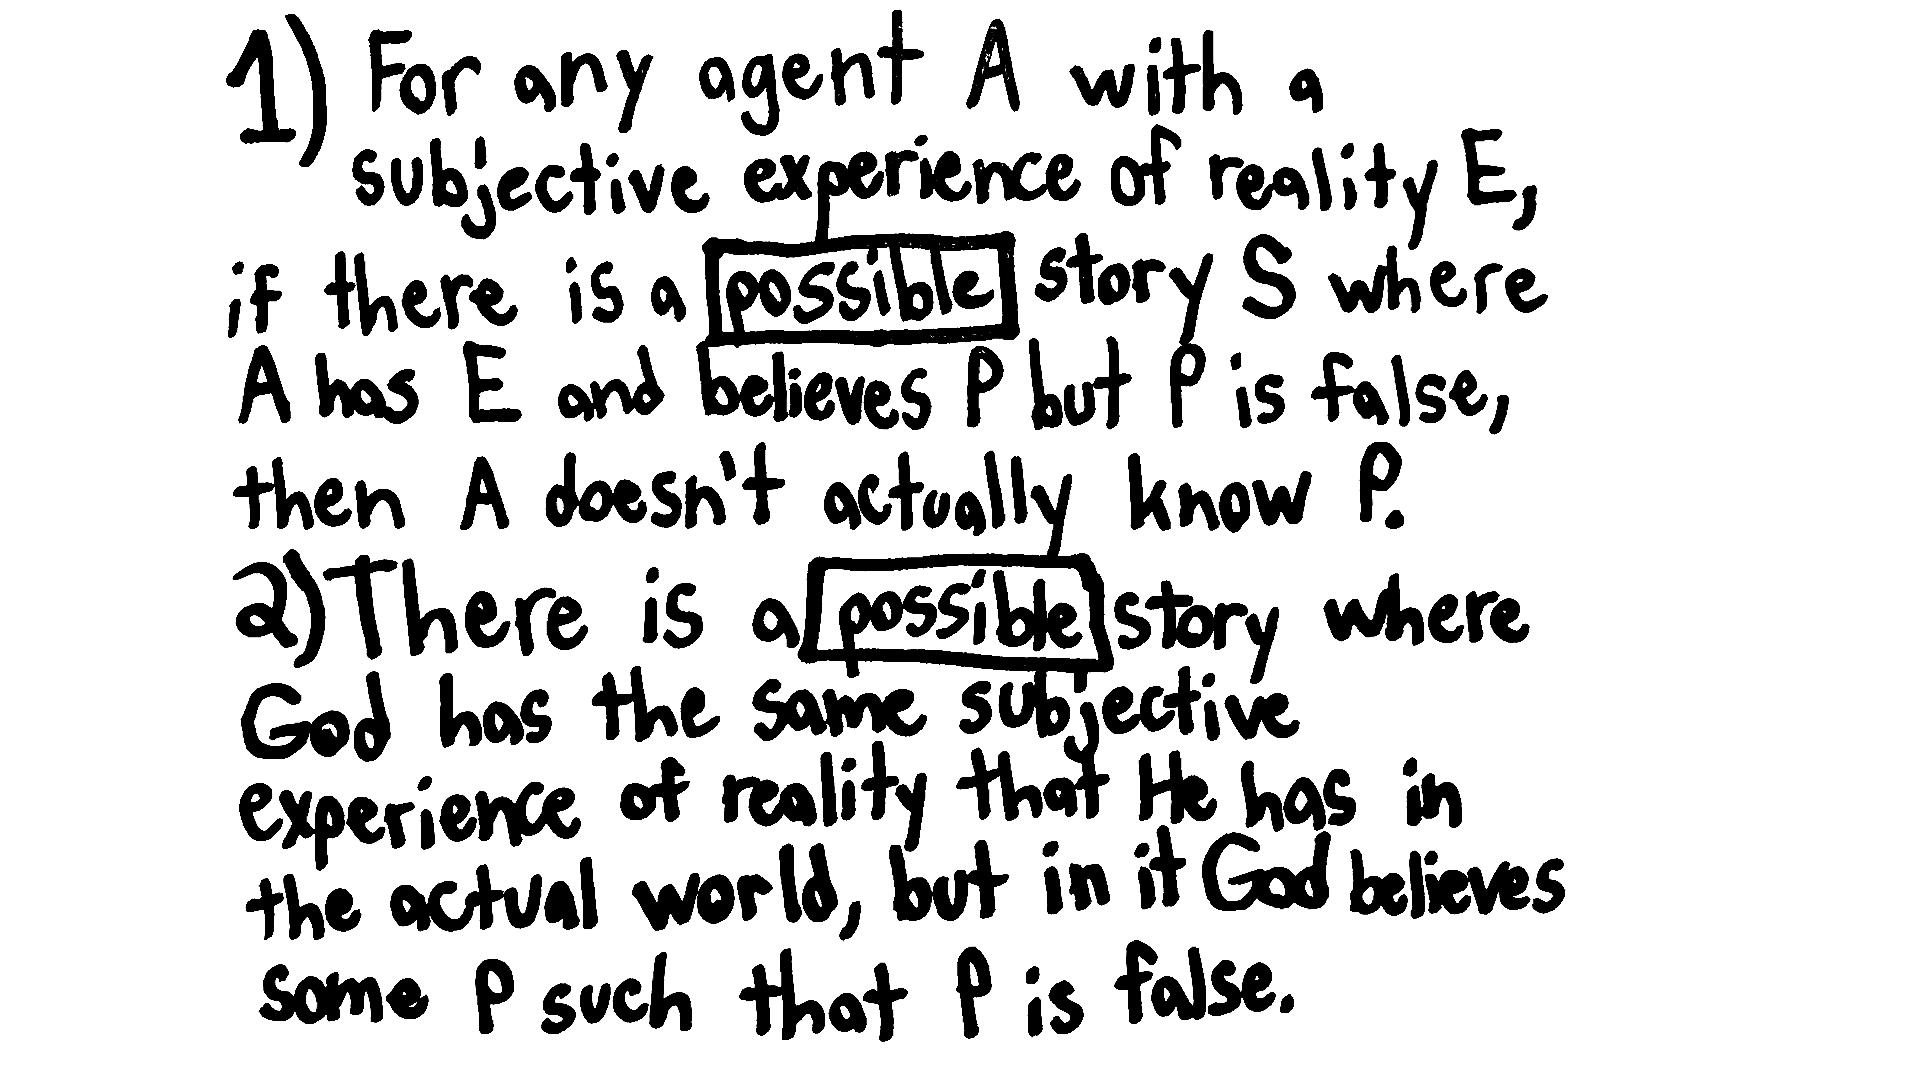 1) For any agent A with a
subjective experience of reality E,
if there is a possible story S where
A has E and believes P but P is false,
then A doesn't actually know P.
2) There is a possible story where
God has the same subjective
experience of reality that He has in
the actual world, but in it God believes
some P such that P is false.